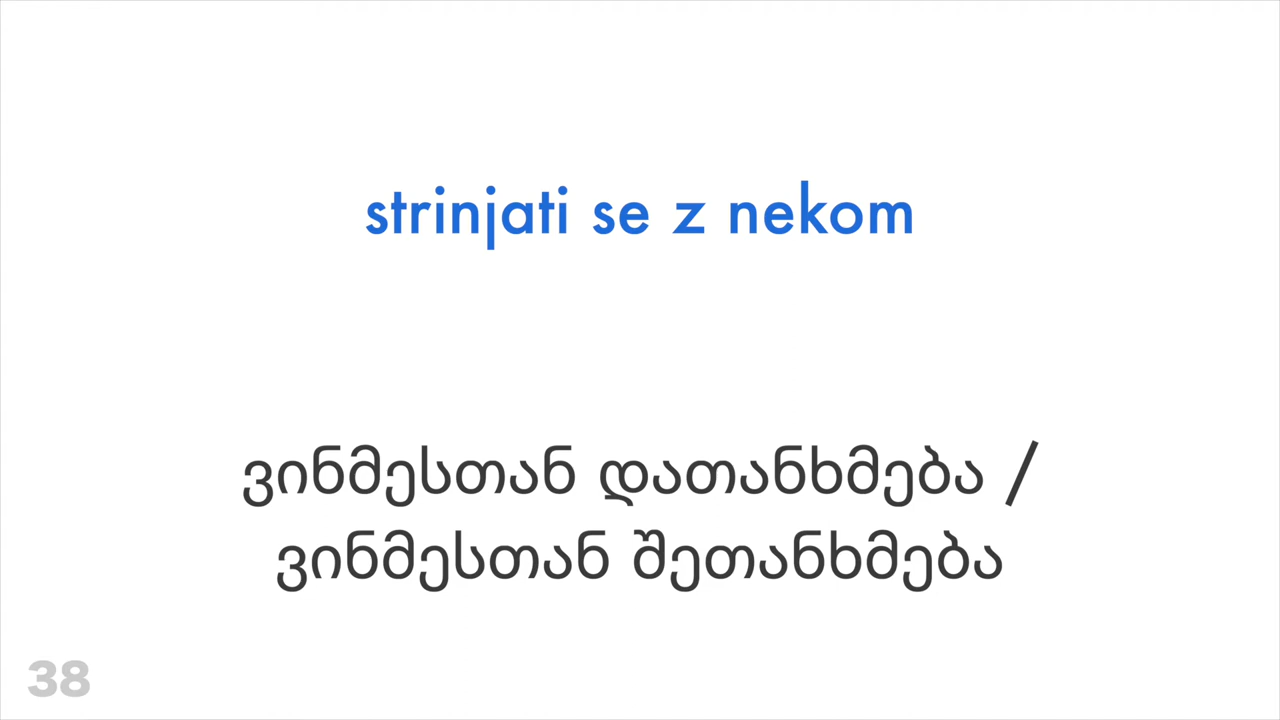 strinjati se z nekom
ვინმესთან დათანხმება /
ვინმესთან შეთანხმება
38